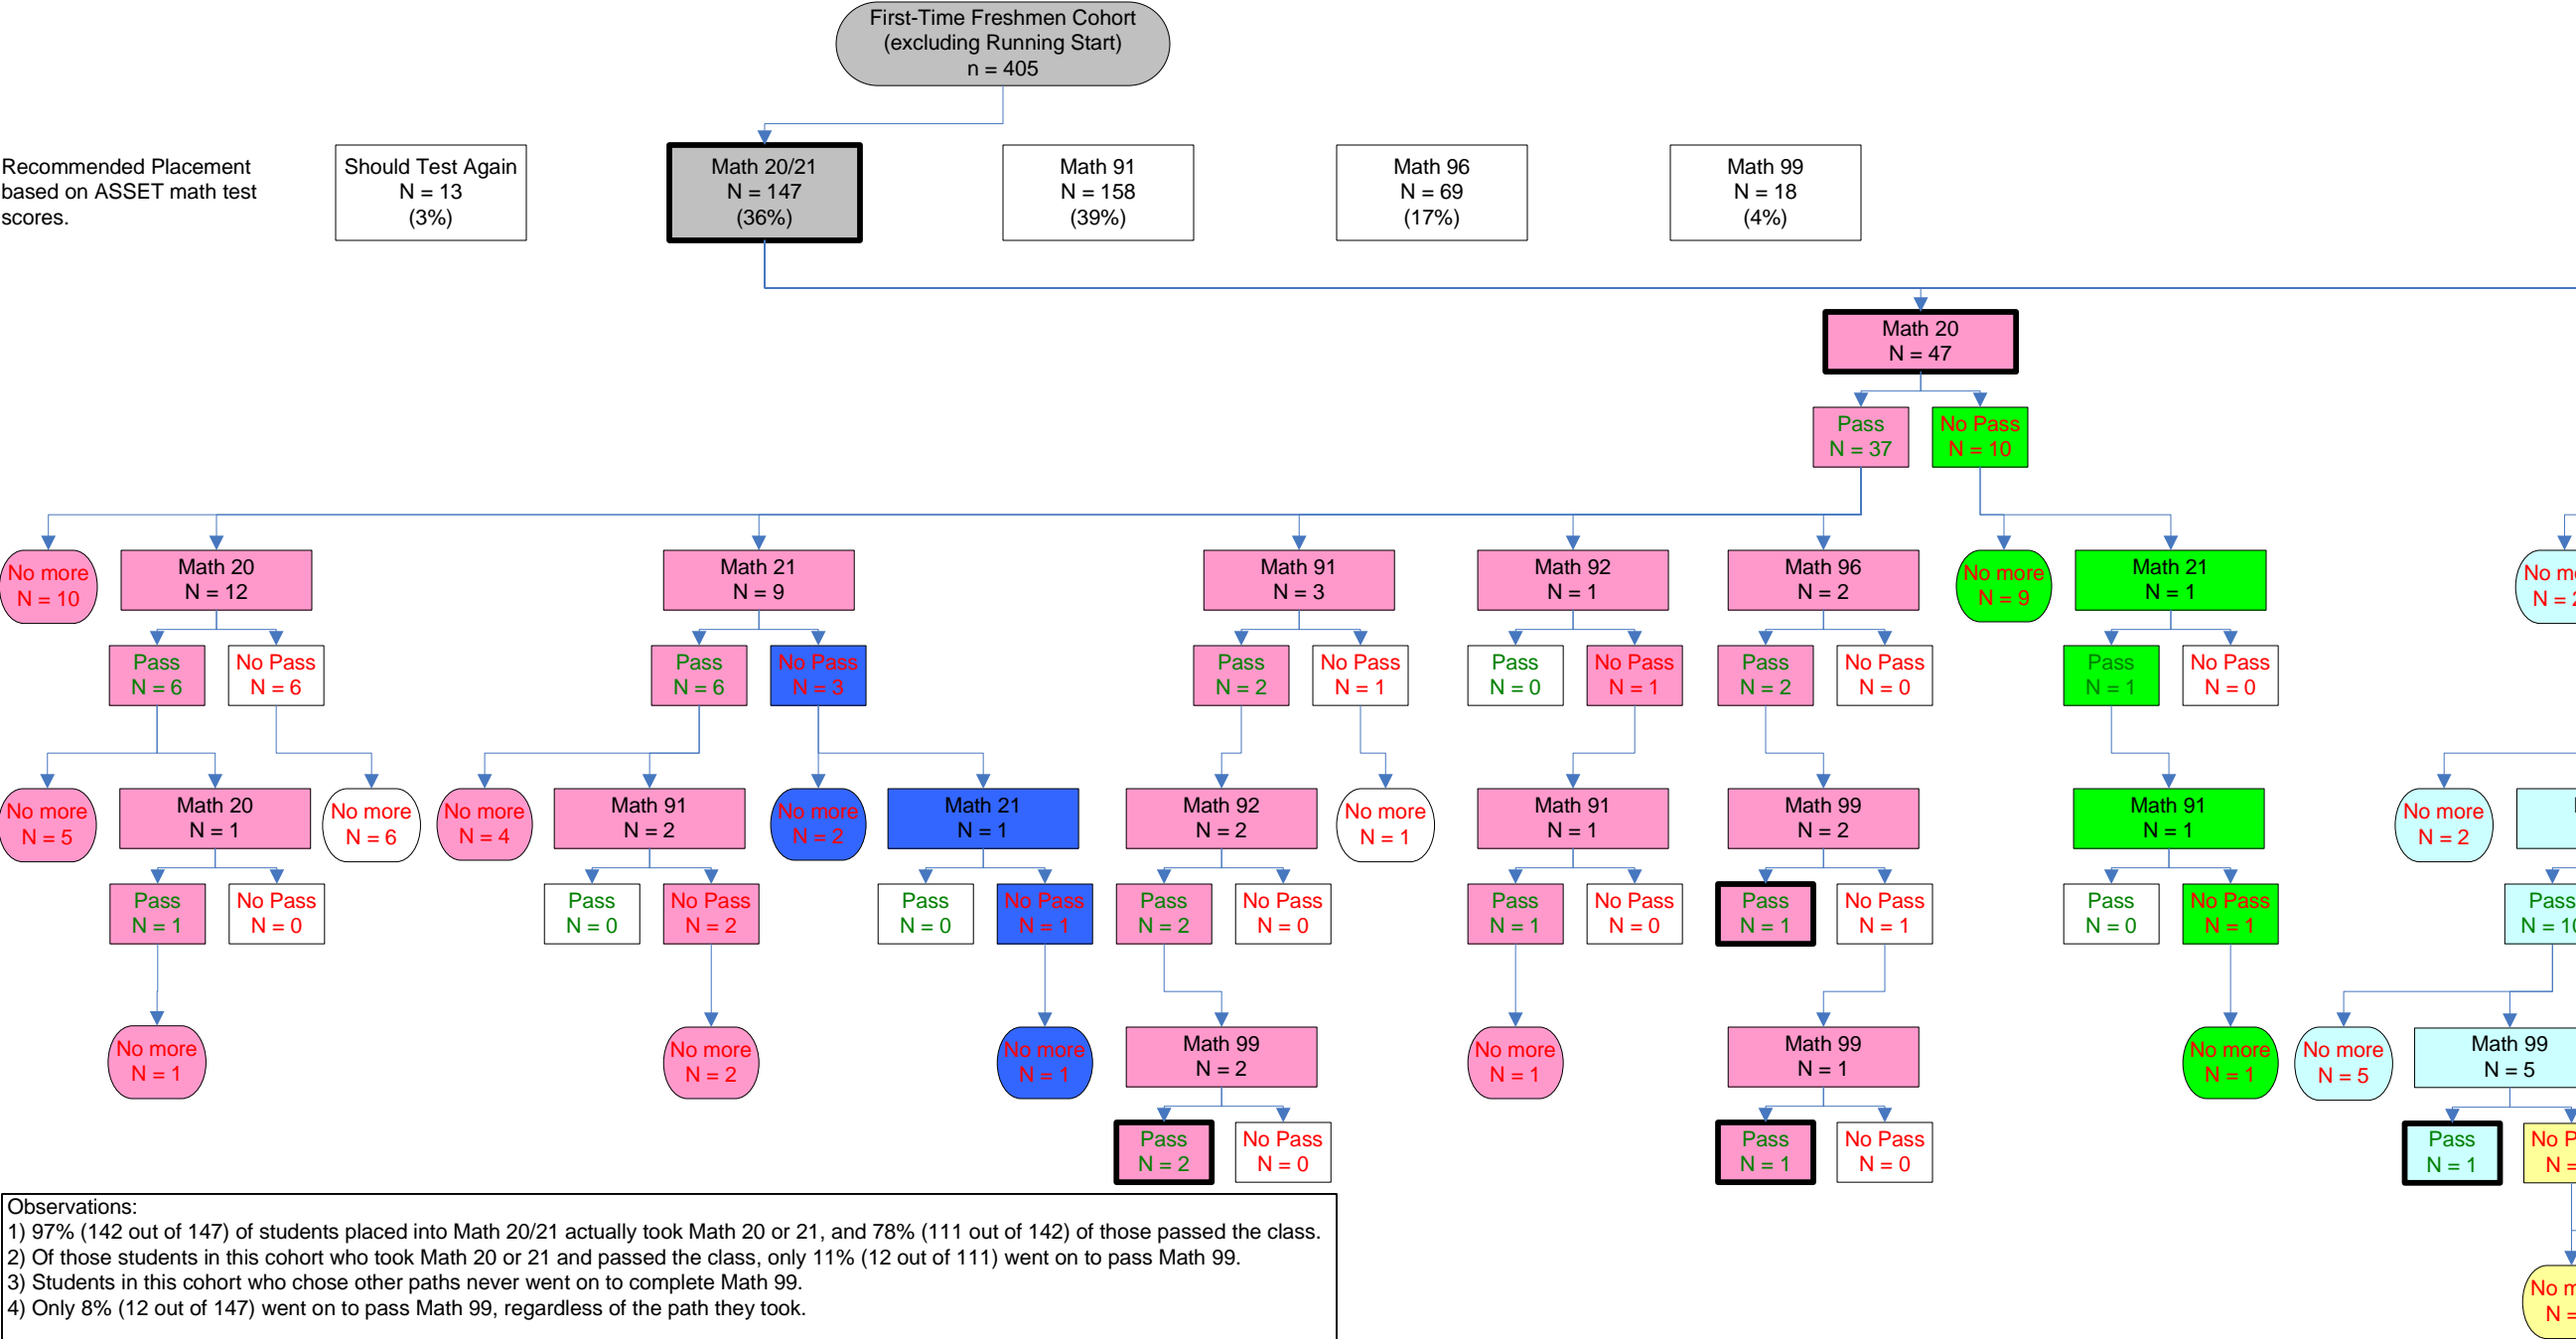 First-Time Freshmen Cohort
(excluding Running Start)
n = 405
Recommended Placement
based on ASSET math test
scores.
Should Test Again
N = 13
(3%)
Math 20/21
N = 147
(36%)
Math 91
N = 158
(39%)
Math 96
N = 69
(17%)
Math 99
N = 18
(4%)
Math 20
N = 47
Pass
N = 37
No Pass
N = 10
No more
N = 10
Math 20
N = 12
Math 21
N = 9
Math 91
N = 3
Math 92
N = 1
Math 96
N = 2
No more
N = 9
Math 21
N = 1
Pass
N = 6
No Pass
N = 6
Pass
N = 6
No Pass
N = 3
Pass
N = 2
No Pass
N = 1
Pass
N = 0
No Pass
N = 1
Pass
N = 2
No Pass
N = 0
Pass
N = 1
No Pass
N = 0
No more
N = 5
Math 20
N = 1
No more
N = 6
No more
N = 4
Math 91
N = 2
No more
N = 2
Math 21
N = 1
Math 92
N = 2
No more
N = 1
Math 91
N = 1
Math 99
N = 2
Math 91
N = 1
No more
N = 2
Pass
N = 1
No Pass
N = 0
Pass
N = 0
No Pass
N = 2
Pass
N = 0
No Pass
N = 1
Pass
N = 2
No Pass
N = 0
Pass
N = 1
No Pass
N = 0
Pass
N = 1
No Pass
N = 1
Pass
N = 0
No Pass
N = 1
Pass
N = 10
No more
N = 1
No more
N = 2
No more
N = 1
Math 99
N = 2
No more
N = 1
Math 99
N = 1
No more
N = 1
No more
N = 5
Math 99
N = 5
Pass
N = 2
No Pass
N = 0
Pass
N = 1
No Pass
N = 0
Pass
N = 1
No
N =
Observations:
1) 97% (142 out of 147) of students placed into Math 20/21 actually took Math 20 or 21, and 78% (111 out of 142) of those passed the class.
2) Of those students in this cohort who took Math 20 or 21 and passed the class, only 11% (12 out of 111) went on to pass Math 99.
3) Students in this cohort who chose other paths never went on to complete Math 99.
4) Only 8% (12 out of 147) went on to pass Math 99, regardless of the path they took.
No
N =